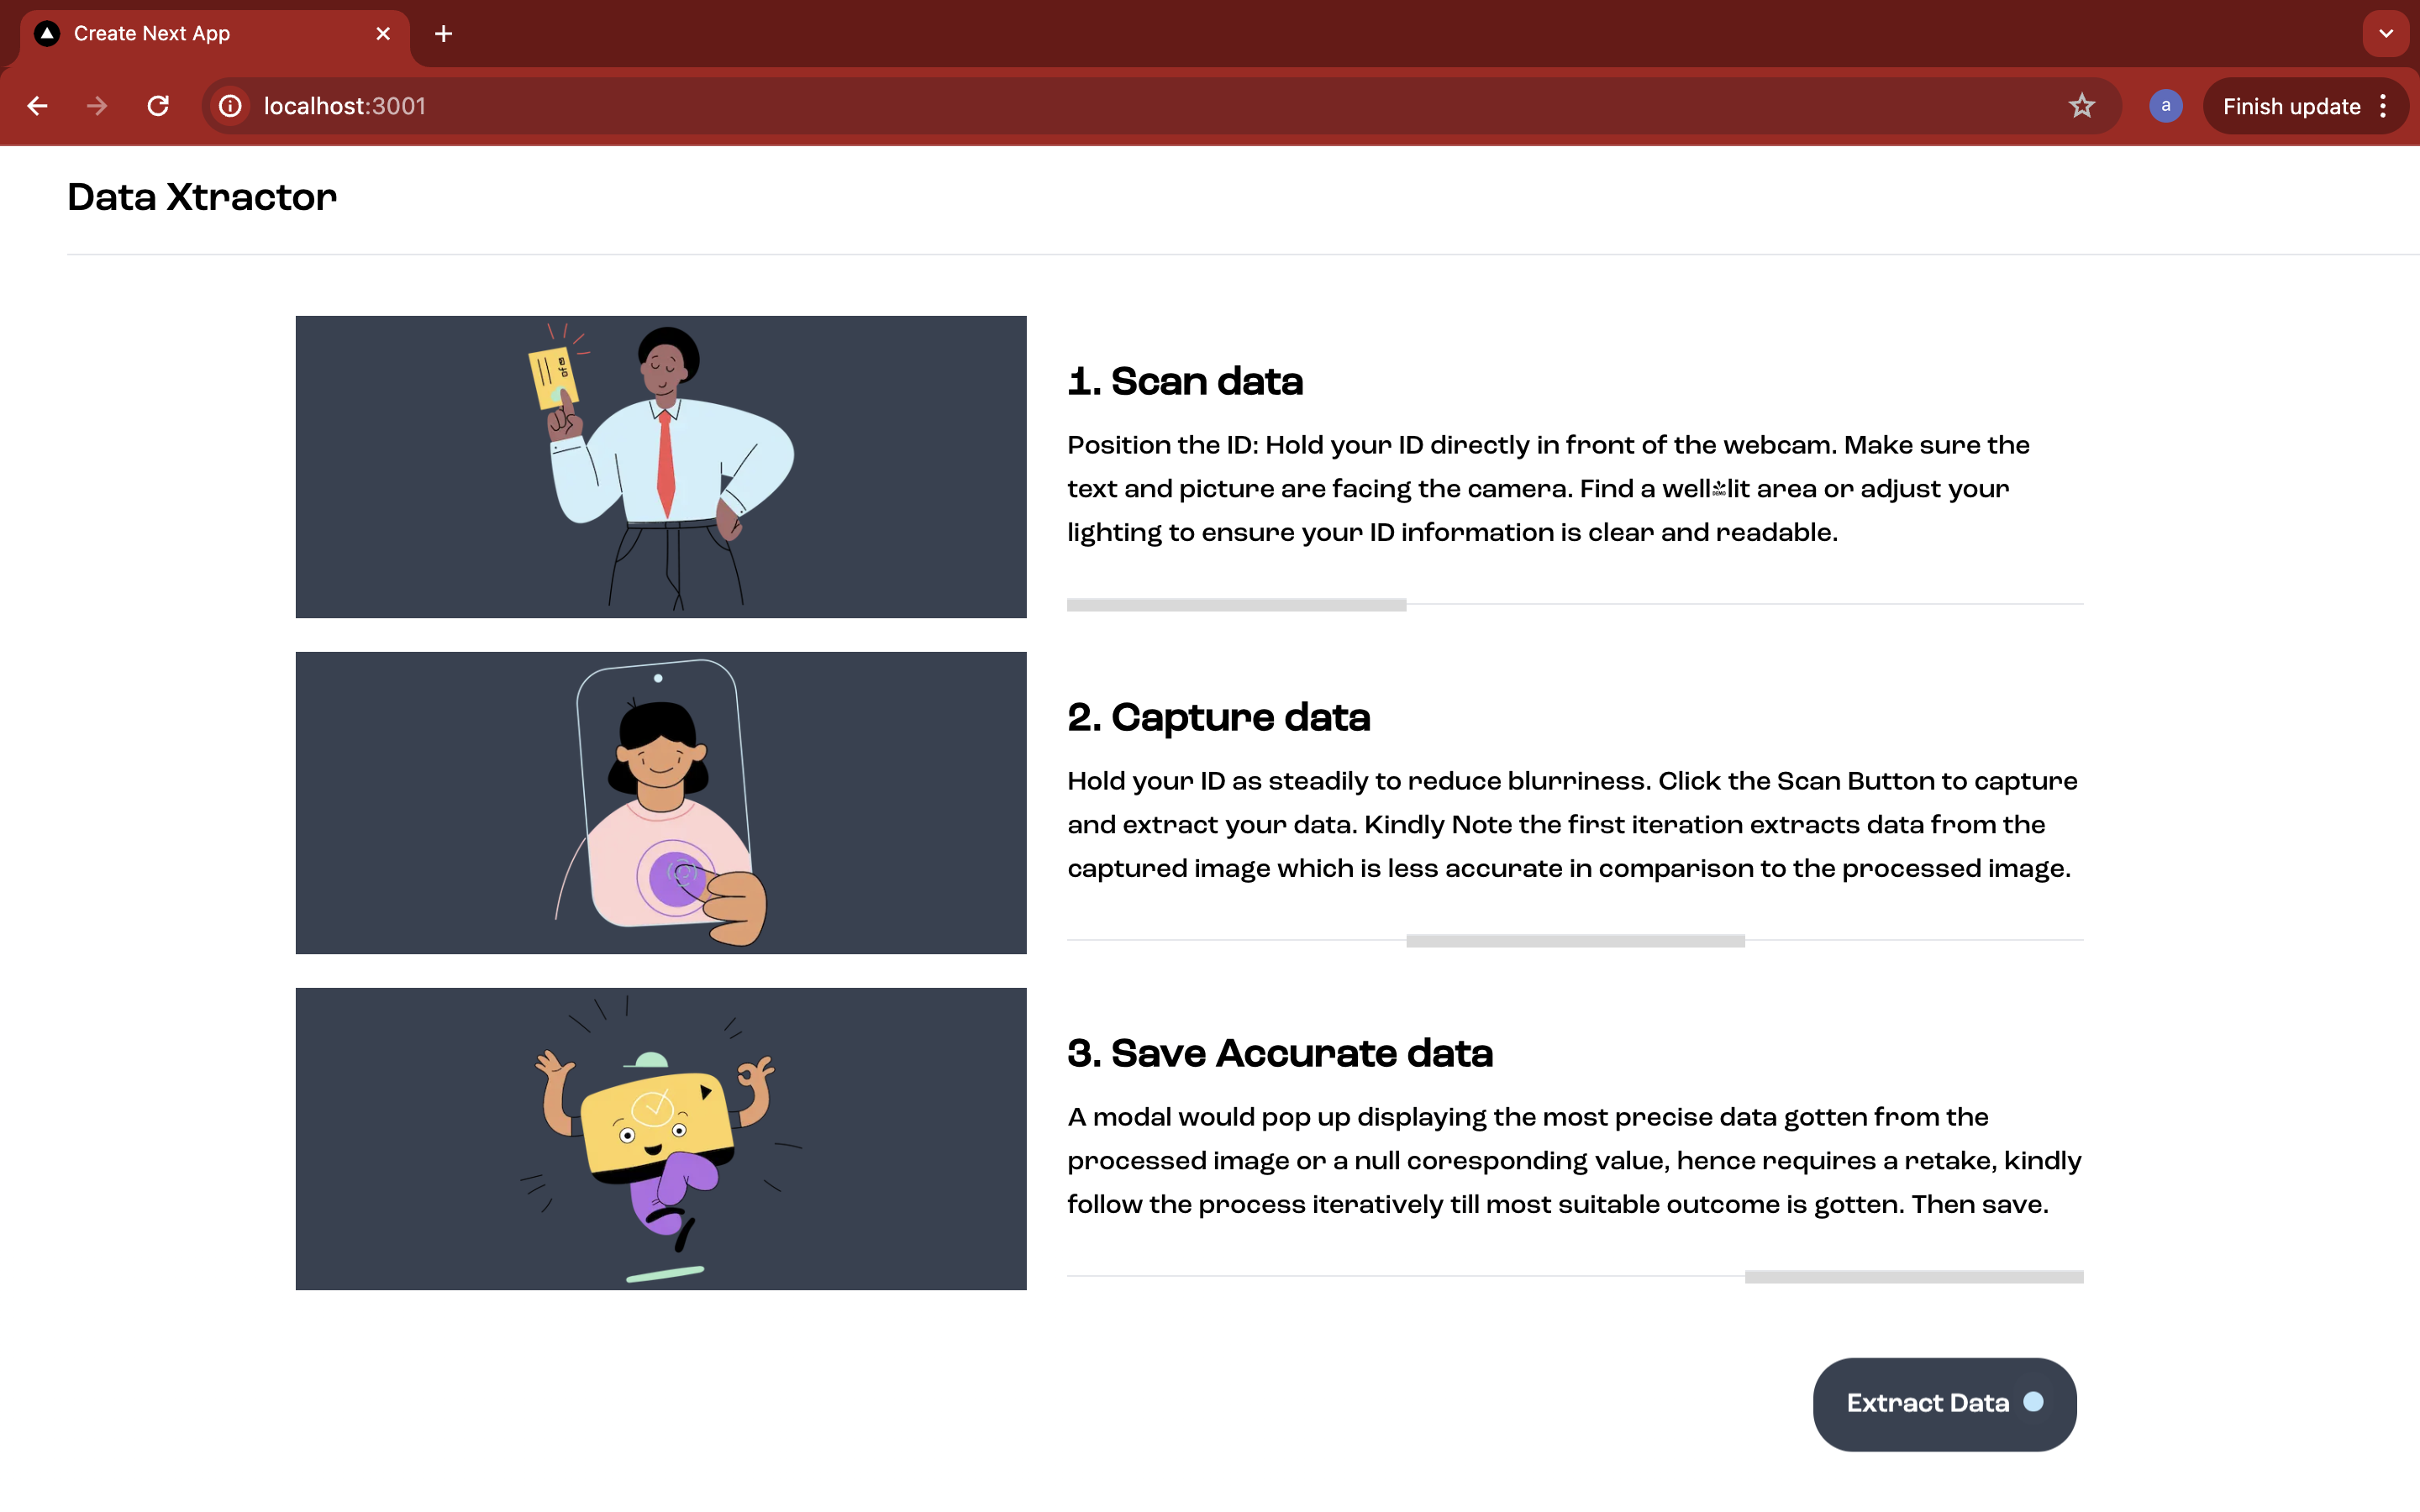 Create Next App
localhost:3001
a
Finish update
Data Xtractor
1. Scan data
Position the ID: Hold your ID directly in front of the webcam. Make sure the
text and picture are facing the camera. Find a well lit area or adjust your
lighting to ensure your ID information is clear and readable.
2. Capture data
Hold your ID as steadily to reduce blurriness. Click the Scan Button to capture
and extract your data. Kindly Note the first iteration extracts data from the
captured image which is less accurate in comparison to the processed image.
3. Save Accurate data
A modal would pop up displaying the most precise data gotten from the
processed image or a null coresponding value, hence requires a retake, kindly
follow the process iteratively till most suitable outcome is gotten. Then save.
Extract Data